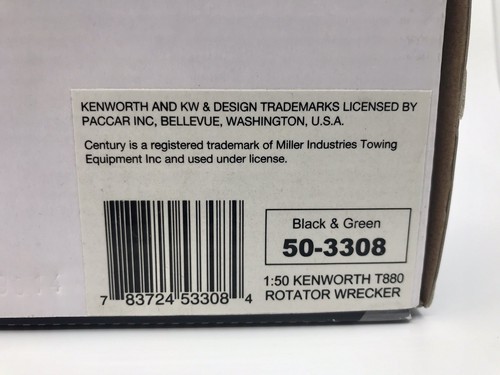 KENWORTH AND KW & DESIGN TRADEMARKS LICENSED BY
PACCAR INC, BELLEVUE, WASHINGTON, U.S.A.
Century is a registered trademark of Miller Industries Towing
Equipment Inc and used under license.
Black & Green
50-3308
7 83724 53308 4
1:50 KENWORTH T880
ROTATOR WRECKER